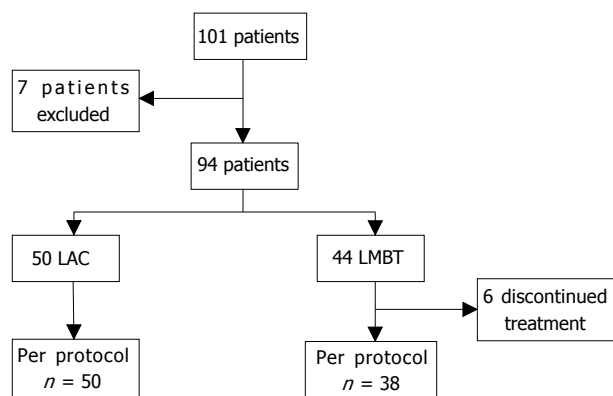 101 patients
7 patients
excluded
94 patients
50 LAC
44 LMBT
6 discontinued
treatment
Per protocol
n = 50
Per protocol
n = 38